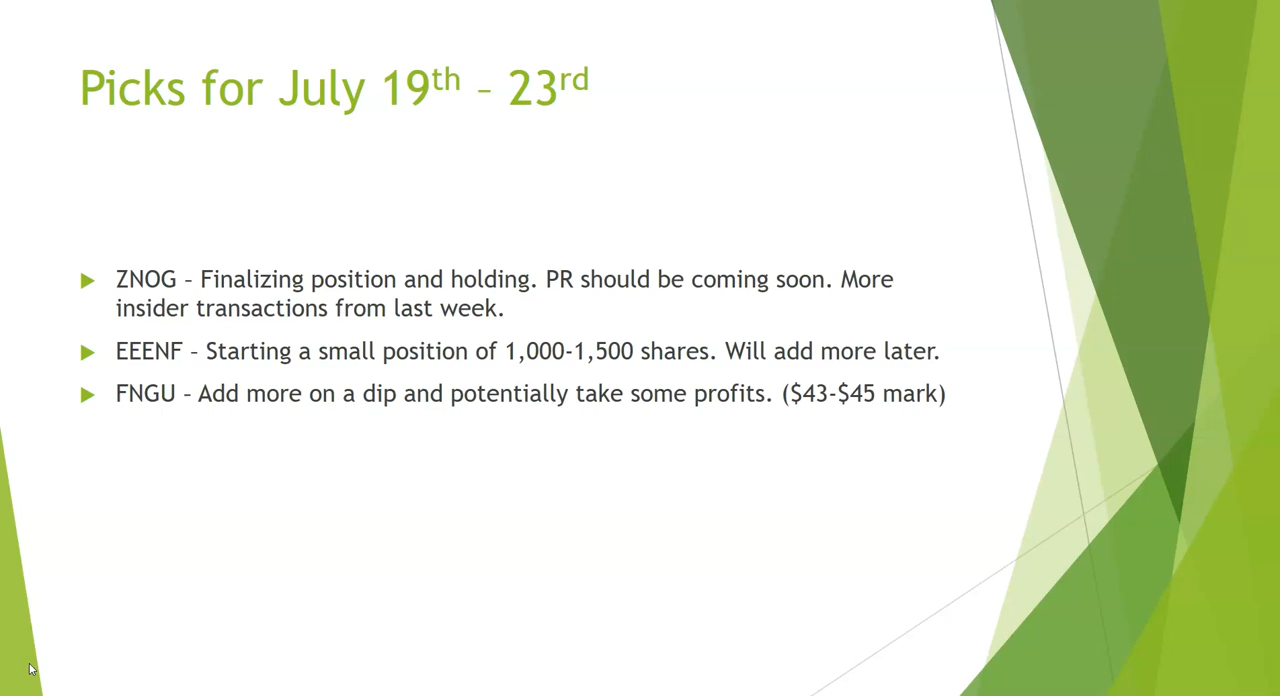 Picks for July 19th – 23rd
ZNOG – Finalizing position and holding. PR should be coming soon. More
insider transactions from last week.
EEENF – Starting a small position of 1,000-1,500 shares. Will add more later.
FNGU – Add more on a dip and potentially take some profits. ($43-$45 mark)